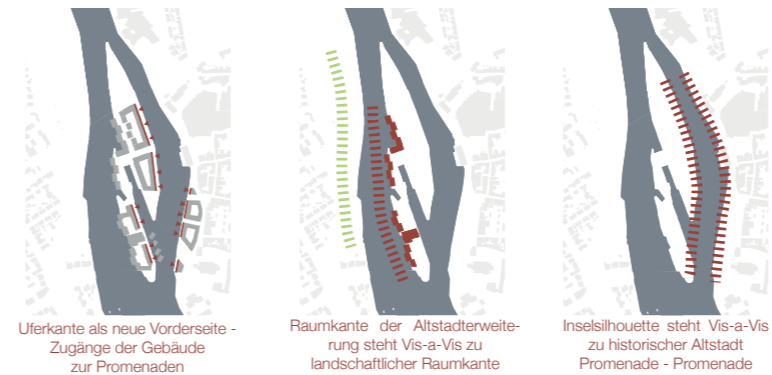 Uferkante als neue Vorderseite -
Zugänge der Gebäude
zur Promenaden
Raumkante der Altstadterweite-
rung steht Vis-a-Vis zu
landschaftlicher Raumkante
Inselsilhouette steht Vis-a-Vis
zu historischer Altstadt
Promenade - Promenade